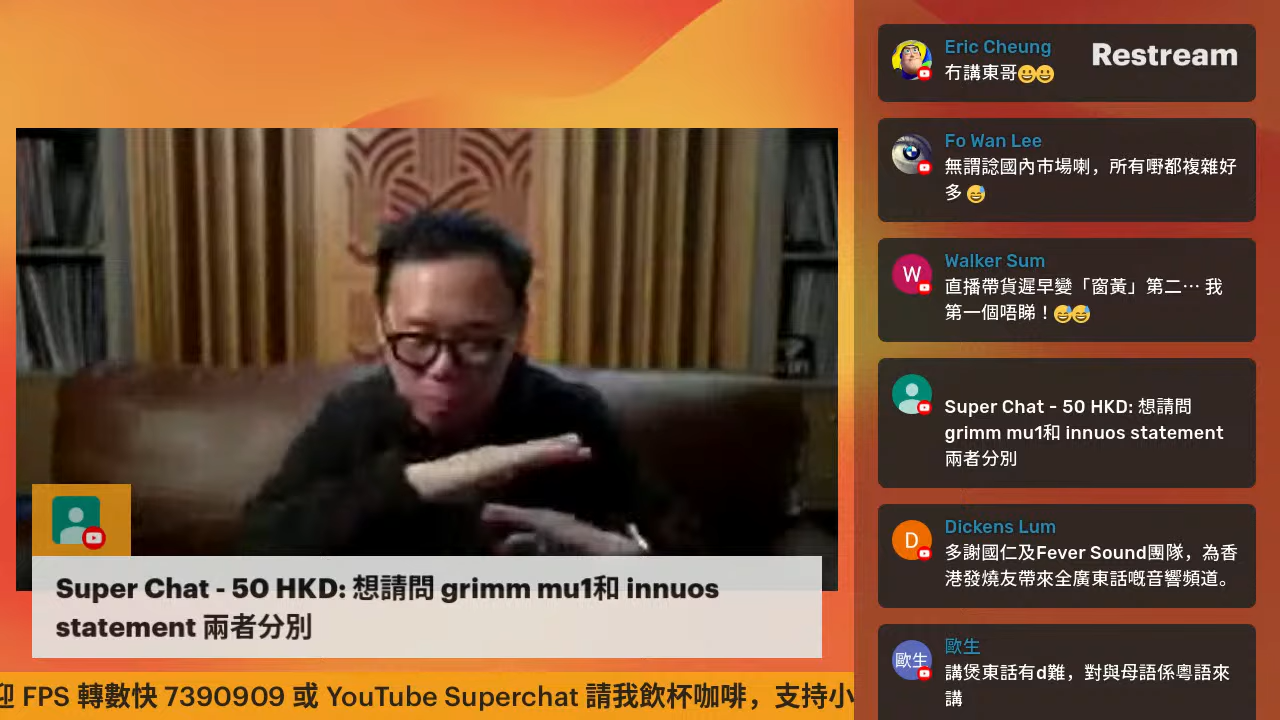 Super Chat - 50 HKD: 想請問 grimm mu1和 innuos
statement 兩者分別
迎 FPS 轉數快 7390909 或 YouTube Superchat 請我飲杯咖啡，支持小
Restream
Eric Cheung
冇講東哥😀😀
Fo Wan Lee
無謂諗國內市場喇，所有嘢都複雜好
多 😅
W
Walker Sum
直播帶貨遲早變「窗黃」第二⋯ 我
第一個唔睇！😅😅
Super Chat - 50 HKD: 想請問
grimm mu1和 innuos statement
兩者分別
D
Dickens Lum
多謝國仁及Fever Sound團隊，為香
港發燒友帶來全廣東話嘅音響頻道。
歐生
歐生
講煲東話有d難，對與母語係粵語來
講